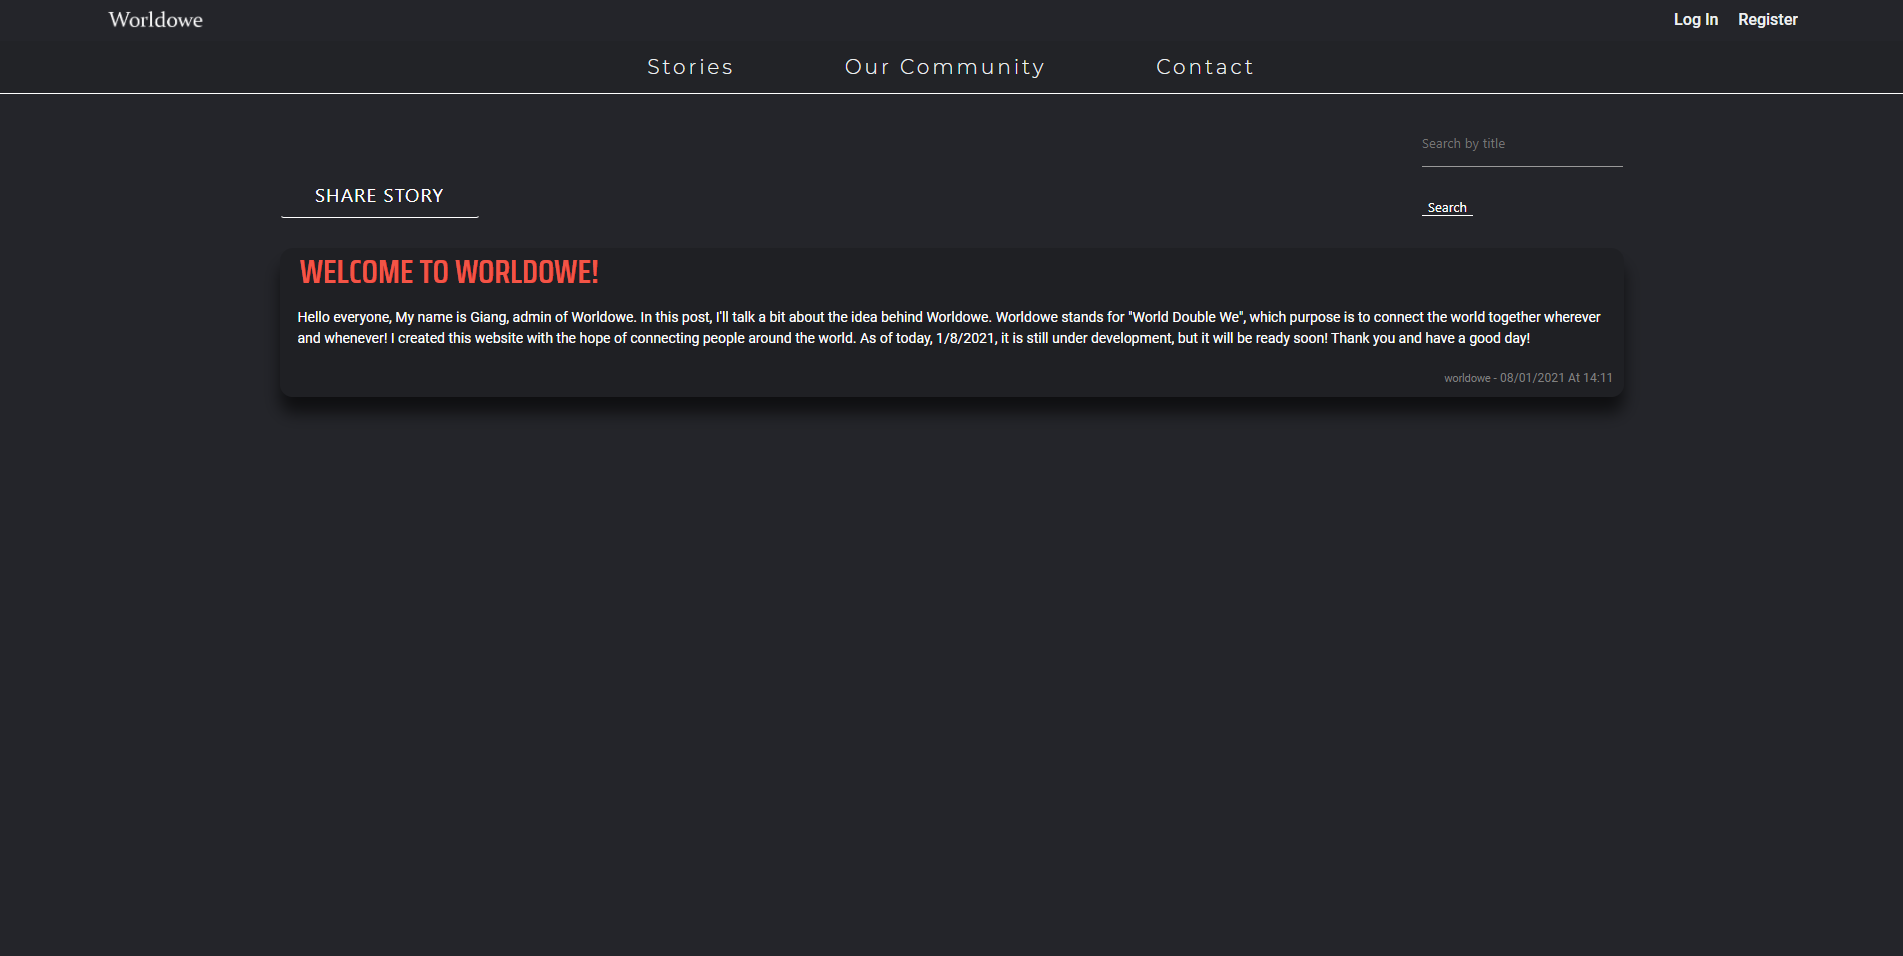 Worldowe
Log In Register
Stories Our Community Contact
Search by title
SHARE STORY
Search
WELCOME TO WORLDOWE!
Hello everyone, My name is Giang, admin of Worldowe. In this post, I'll talk a bit about the idea behind Worldowe. Worldowe stands for "World Double We", which purpose is to connect the world together wherever
and whenever! I created this website with the hope of connecting people around the world. As of today, 1/8/2021, it is still under development, but it will be ready soon! Thank you and have a good day!
worldowe - 08/01/2021 At 14:11